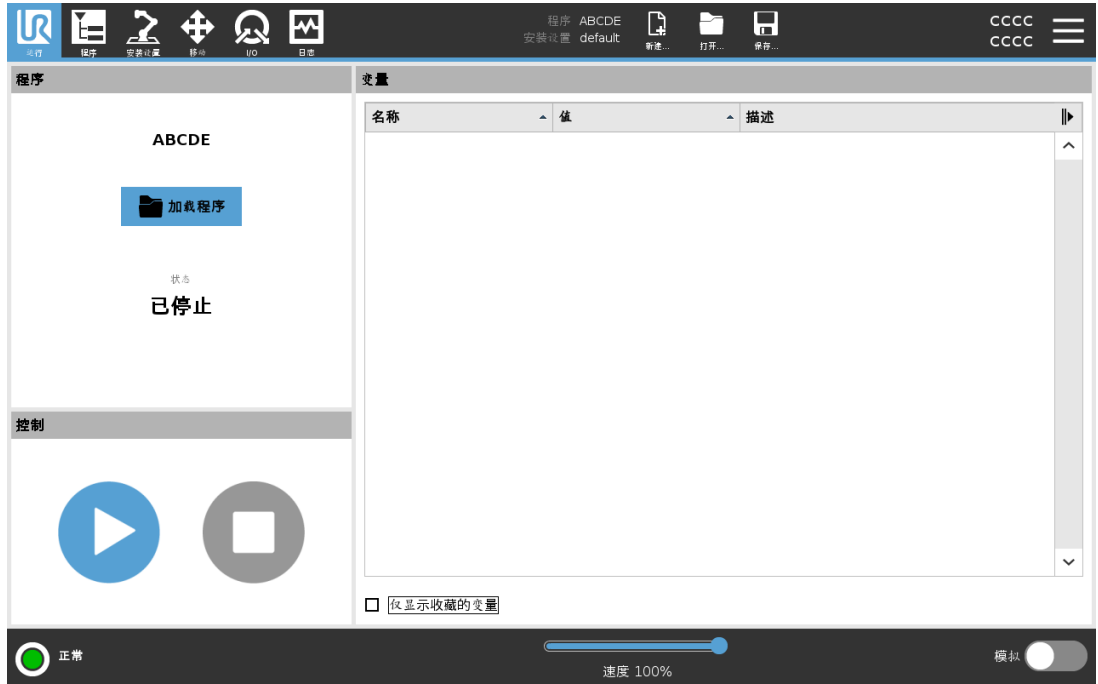 运行 程序 安装设置 移动 I/O 日志
程序 ABCDE
安装设置 default
新建... 打开... 保存...
CCCC
CCCC
程序
ABCDE
加载程序
状态
已停止
控制
变量
名称 值 描述
仅显示收藏的变量
正常
速度 100%
模拟